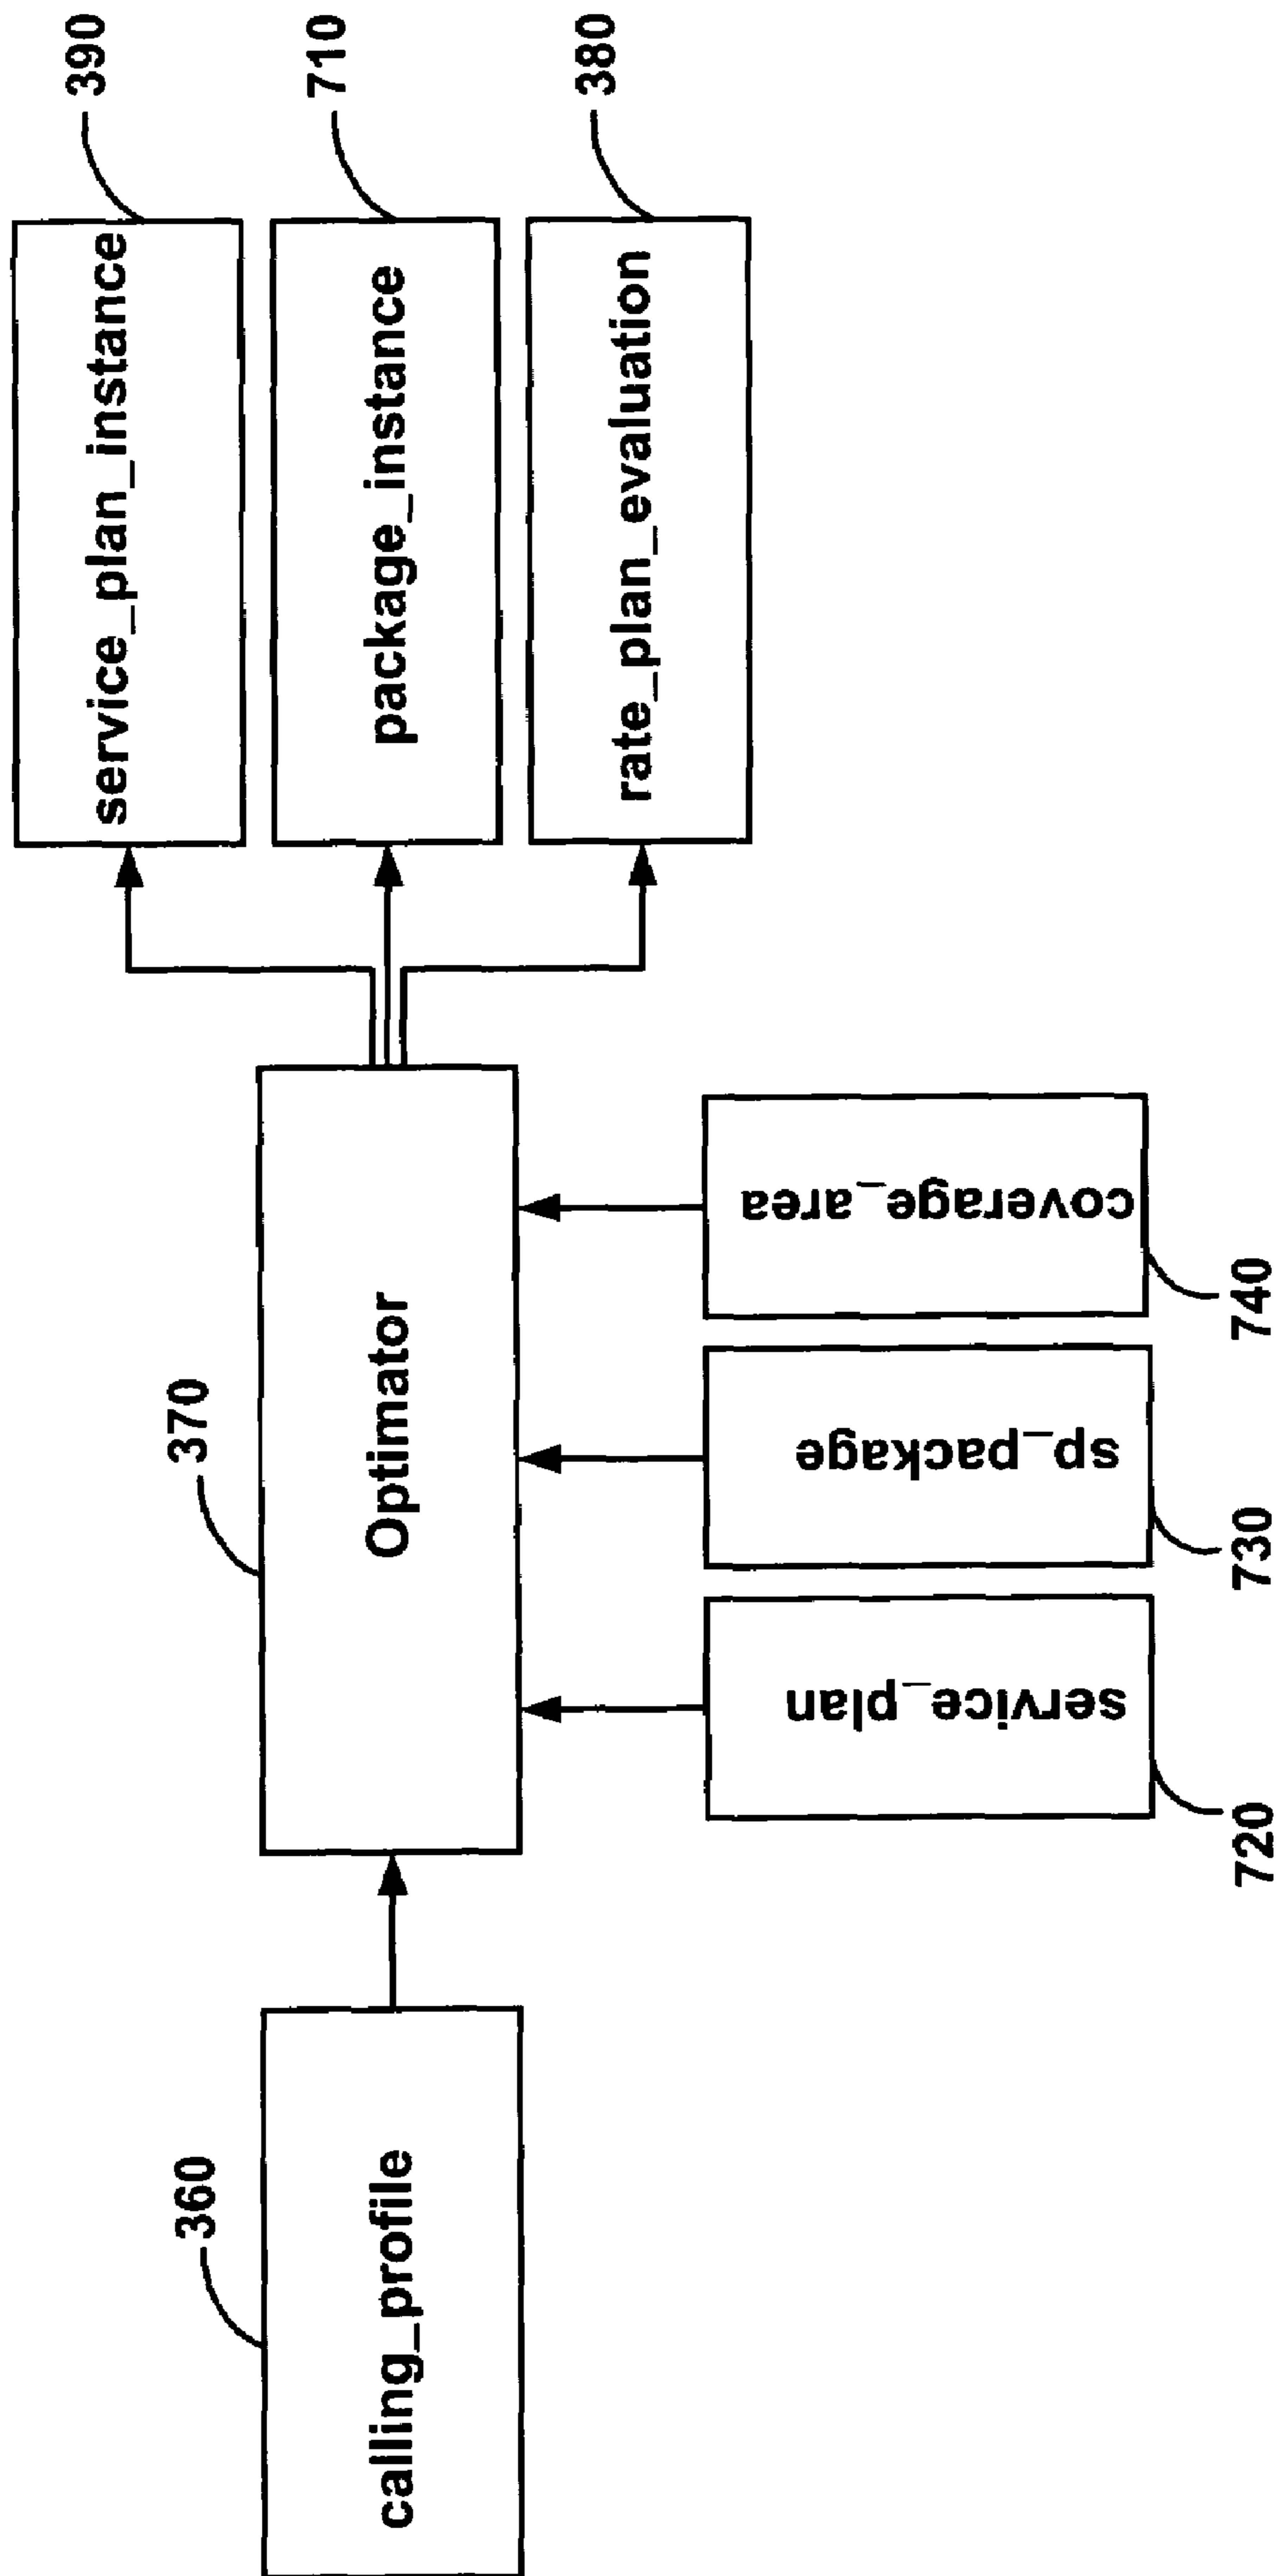 360
calling_profile
370
Optimator
service_plan_instance
390
package_instance
710
rate_plan_evaluation
380
service_plan
720
sp_package
730
coverage_area
740